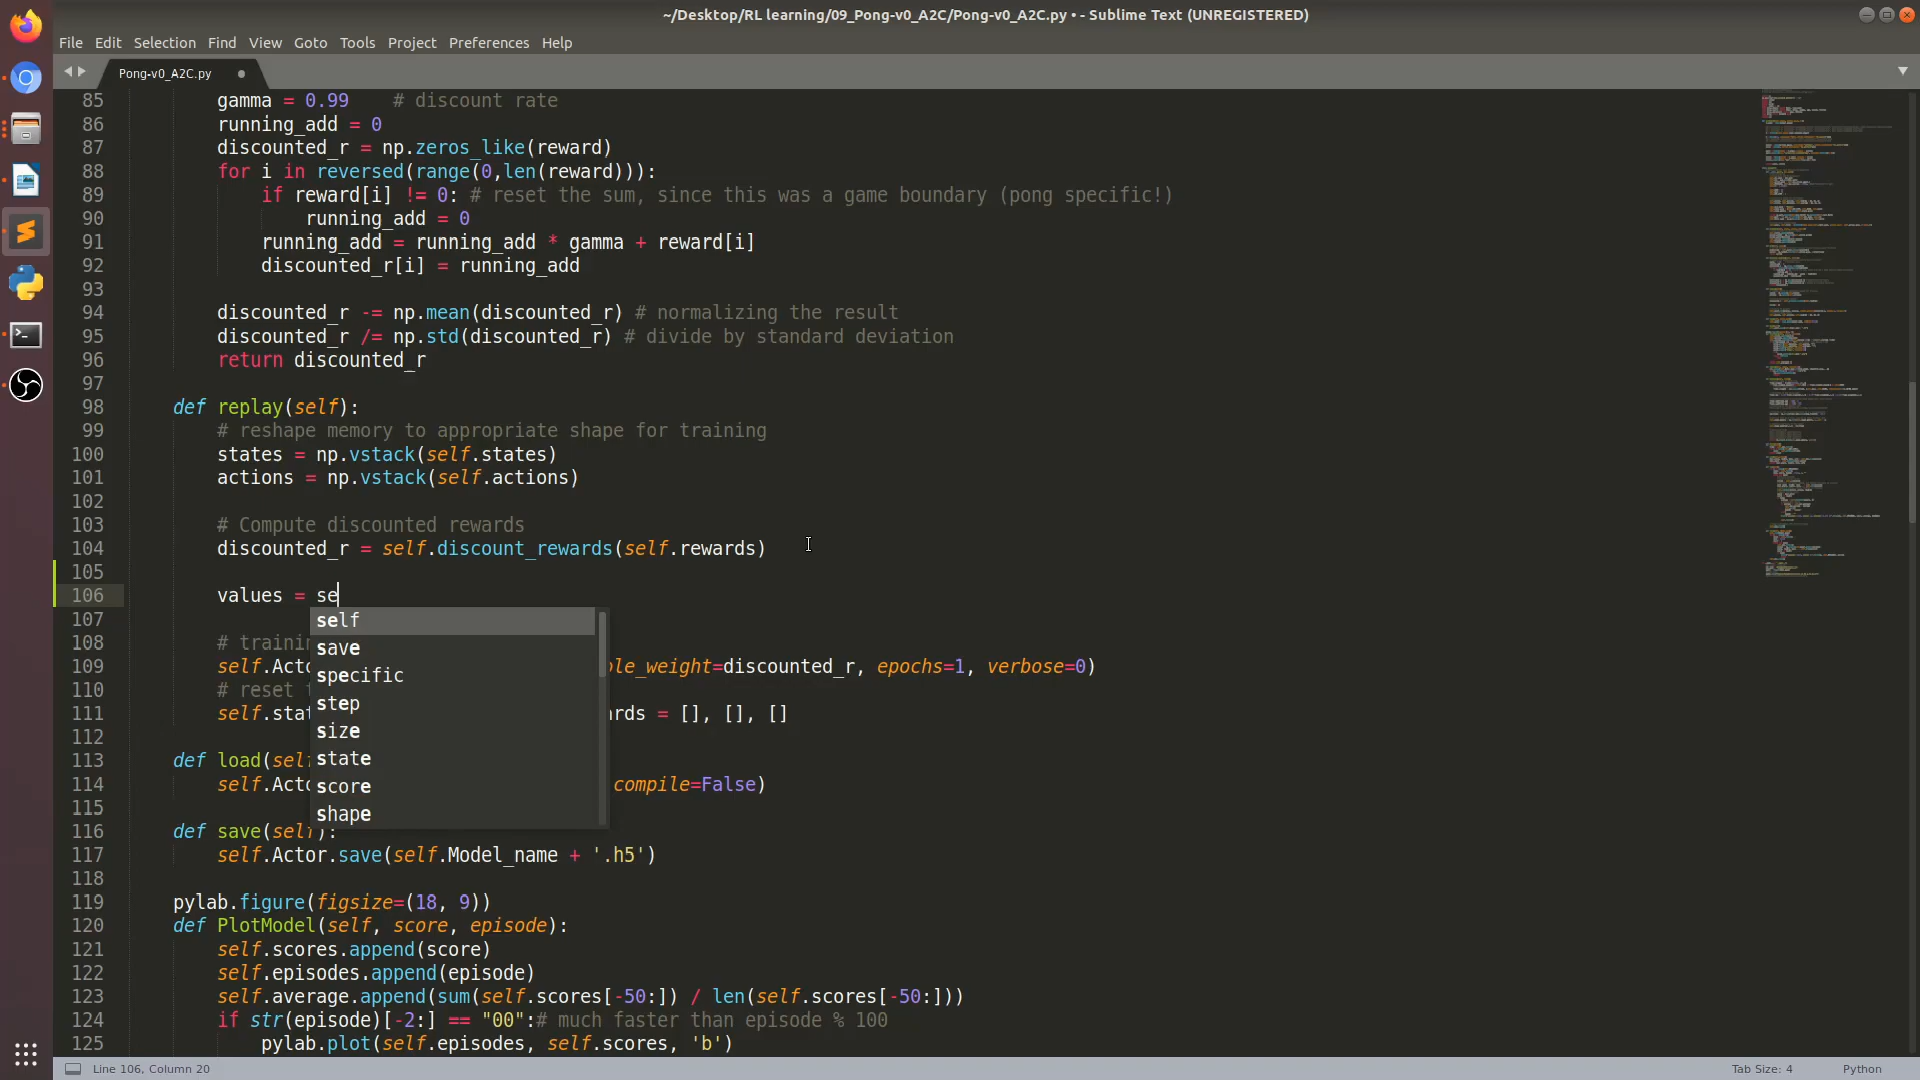 ~/Desktop/RL learning/09_Pong-v0_A2C/Pong-v0_A2C.py • - Sublime Text (UNREGISTERED)
File Edit Selection Find View Goto Tools Project Preferences Help
Pong-v0_A2C.py
85 gamma = 0.99    # discount rate
86 running_add = 0
87 discounted_r = np.zeros_like(reward)
88 for i in reversed(range(0,len(reward))):
89 if reward[i] != 0: # reset the sum, since this was a game boundary (pong specific!)
90 running_add = 0
91 running_add = running_add * gamma + reward[i]
92 discounted_r[i] = running_add
93
94 discounted_r -= np.mean(discounted_r) # normalizing the result
95 discounted_r /= np.std(discounted_r) # divide by standard deviation
96 return discounted_r
97
98 def replay(self):
99 # reshape memory to appropriate shape for training
100 states = np.vstack(self.states)
101 actions = np.vstack(self.actions)
102
103 # Compute discounted rewards
104 discounted_r = self.discount_rewards(self.rewards)
105
106 values = se
self
save
specific
step
size
state
score
shape
107
108 # trainin
109 self.Acto ple_weight=discounted_r, epochs=1, verbose=0)
110 # reset t
111 self.stat rds = [], [], []
112
113 def load(self
114 self.Acto compile=False)
115
116 def save(self):
117 self.Actor.save(self.Model_name + '.h5')
118
119 pylab.figure(figsize=(18, 9))
120 def PlotModel(self, score, episode):
121 self.scores.append(score)
122 self.episodes.append(episode)
123 self.average.append(sum(self.scores[-50:]) / len(self.scores[-50:]))
124 if str(episode)[-2:] == "00":# much faster than episode % 100
125 pylab.plot(self.episodes, self.scores, 'b')
Line 106, Column 20
Tab Size: 4
Python